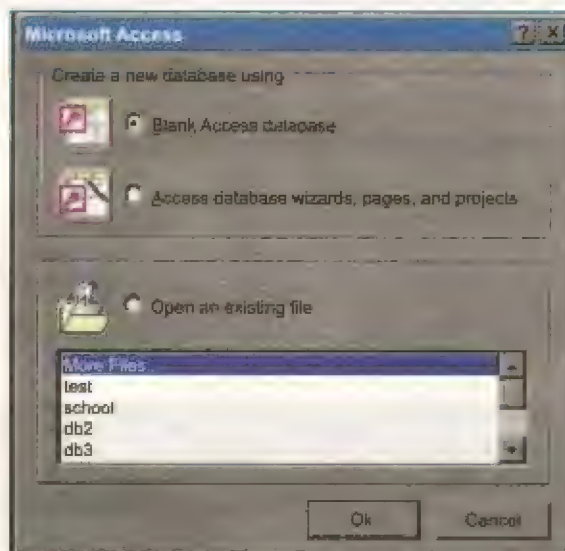 Microsoft Access
Create a new database using
Blank Access database
Access database wizards, pages, and projects
Open an existing file
More Files...
test
school
db2
db3
Ok
Cancel